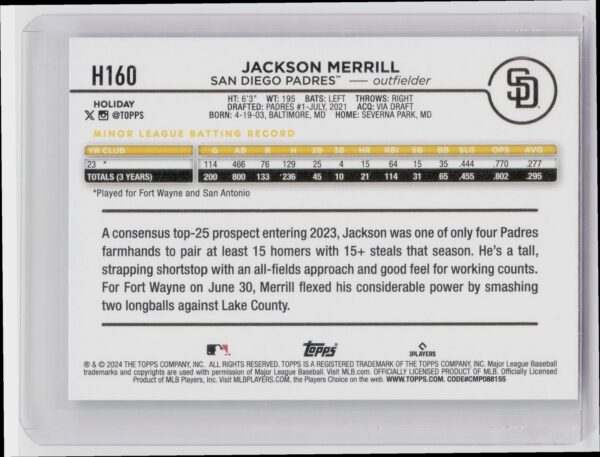 H160
JACKSON MERRILL
SAN DIEGO PADRES™ — outfielder
SD
HOLIDAY
X @TOPPS
HT: 6'3" WT: 195 BATS: LEFT THROWS: RIGHT
DRAFTED: PADRES #1-JULY, 2021 ACQ: VIA DRAFT
BORN: 4-19-03, BALTIMORE, MD HOME: SEVERNA PARK, MD
MINOR LEAGUE BATTING RECORD
YR CLUB G AB R H 2B 3B HR RBI SB BB SLG OPS AVG
23 * 114 466 76 129 25 4 15 64 15 35 .444 .770 .277
TOTALS (3 YEARS) 200 800 133 236 45 10 21 114 31 65 .455 .802 .295
*Played for Fort Wayne and San Antonio
A consensus top-25 prospect entering 2023, Jackson was one of only four Padres
farmhands to pair at least 15 homers with 15+ steals that season. He's a tall,
strapping shortstop with an all-fields approach and good feel for working counts.
For Fort Wayne on June 30, Merrill flexed his considerable power by smashing
two longballs against Lake County.
Topps
PLAYERS
® & © 2024 THE TOPPS COMPANY, INC. ALL RIGHTS RESERVED. TOPPS IS A REGISTERED TRADEMARK OF THE TOPPS COMPANY, INC. Major League Baseball
trademarks and copyrights are used with permission of Major League Baseball. Visit MLB.com. OFFICIALLY LICENSED PRODUCT OF MLB. Officially Licensed
Product of MLB Players, Inc. Visit MLBPLAYERS.COM, the Players Choice on the web. WWW.TOPPS.COM. CODE#CMP088155